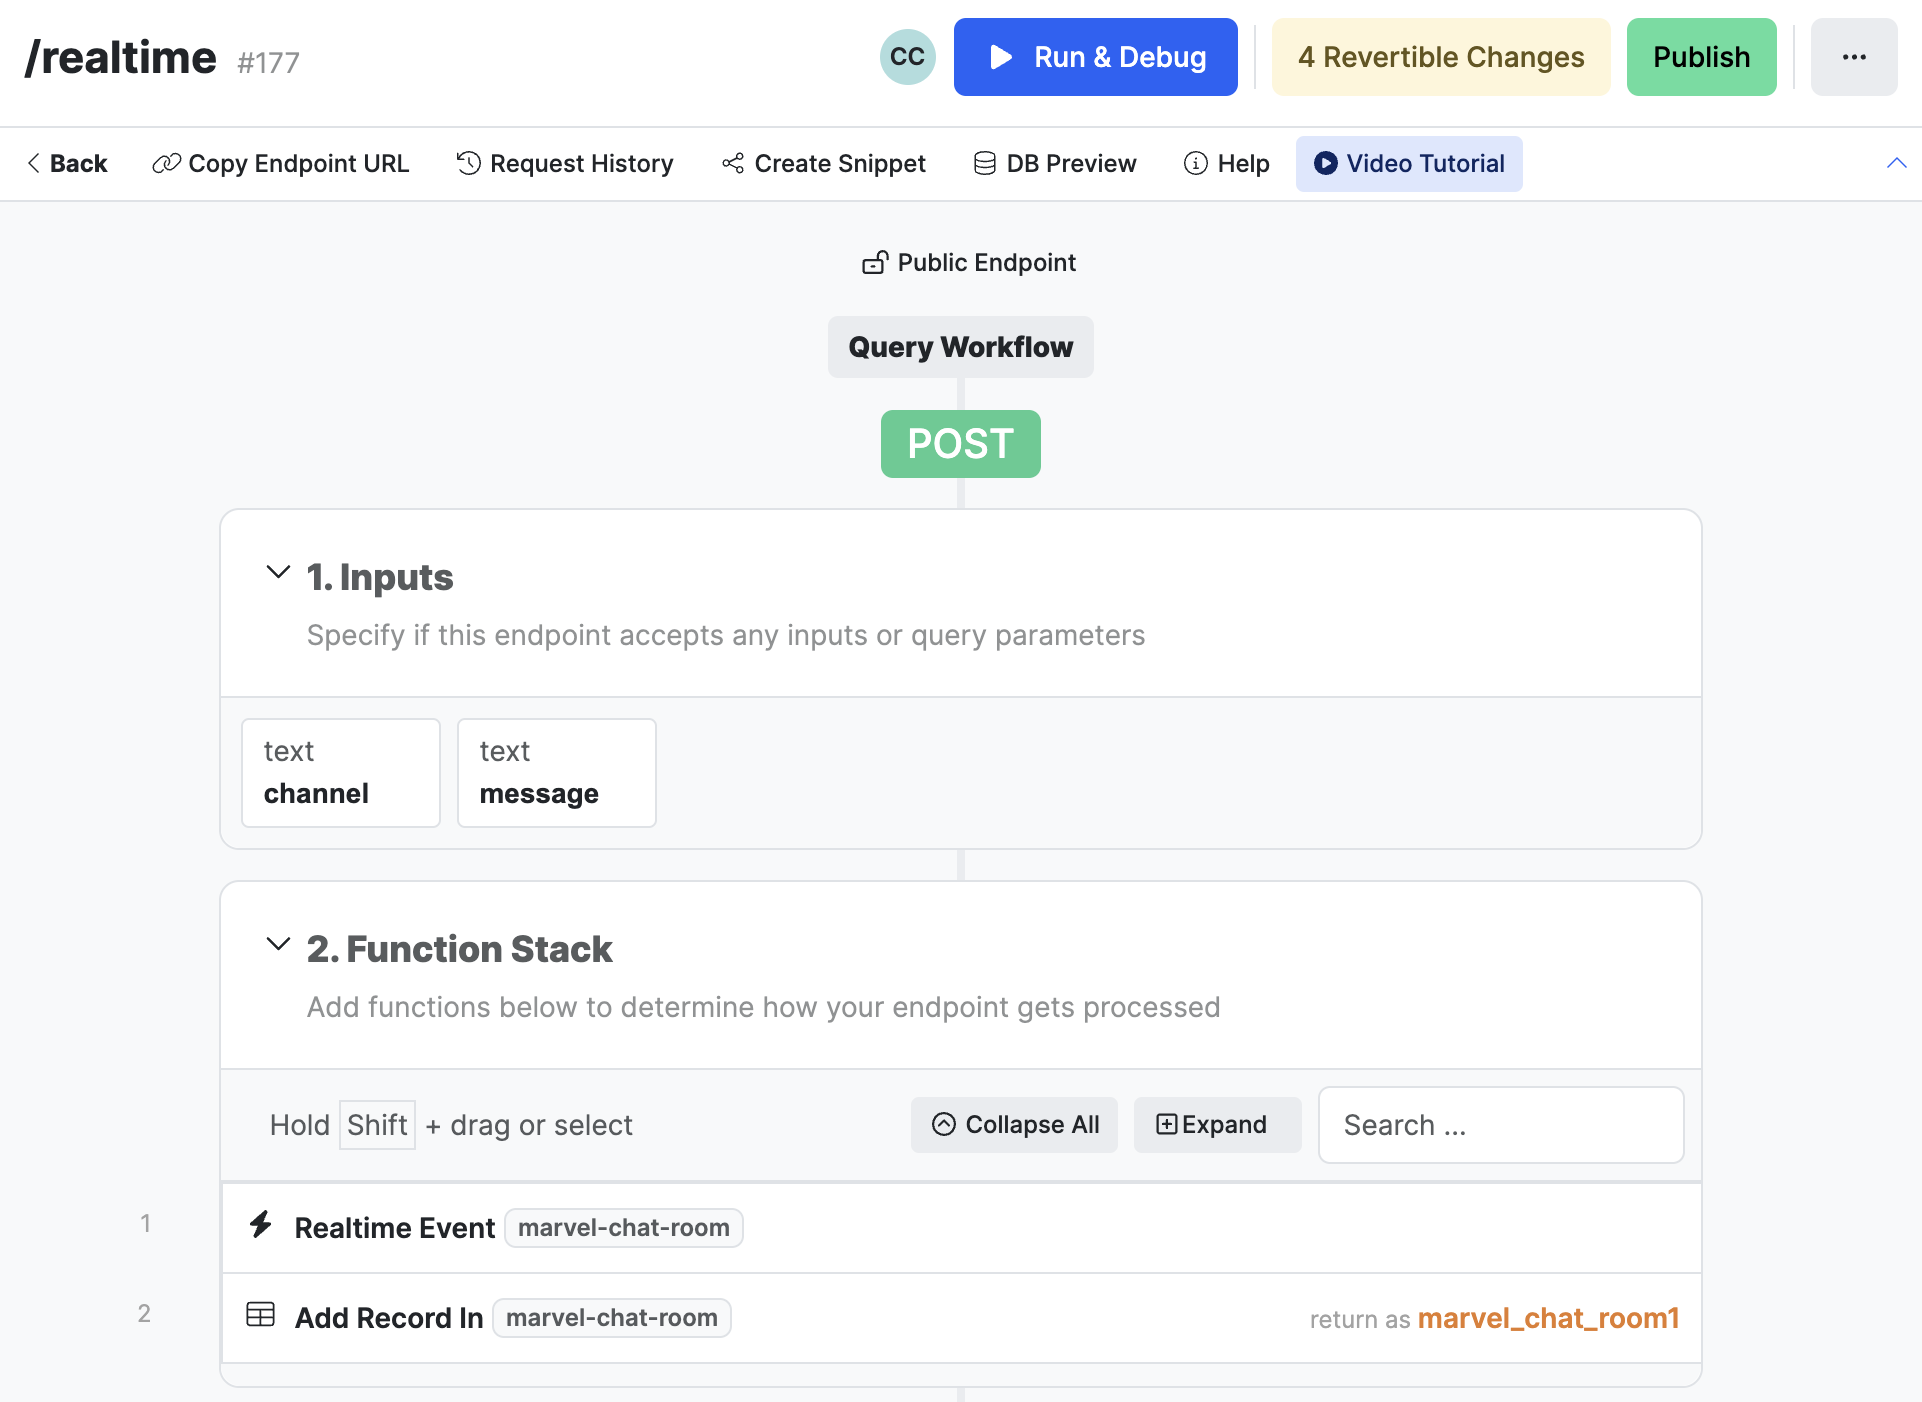 /realtime #177
CC
Run & Debug
4 Revertible Changes
Publish
...
Back
Copy Endpoint URL
Request History
Create Snippet
DB Preview
Help
Video Tutorial
Public Endpoint
Query Workflow
POST
1. Inputs
Specify if this endpoint accepts any inputs or query parameters
text
channel
text
message
2. Function Stack
Add functions below to determine how your endpoint gets processed
Hold Shift + drag or select
Collapse All
Expand
Search ...
1
Realtime Event marvel-chat-room
2
Add Record In marvel-chat-room
return as marvel_chat_room1